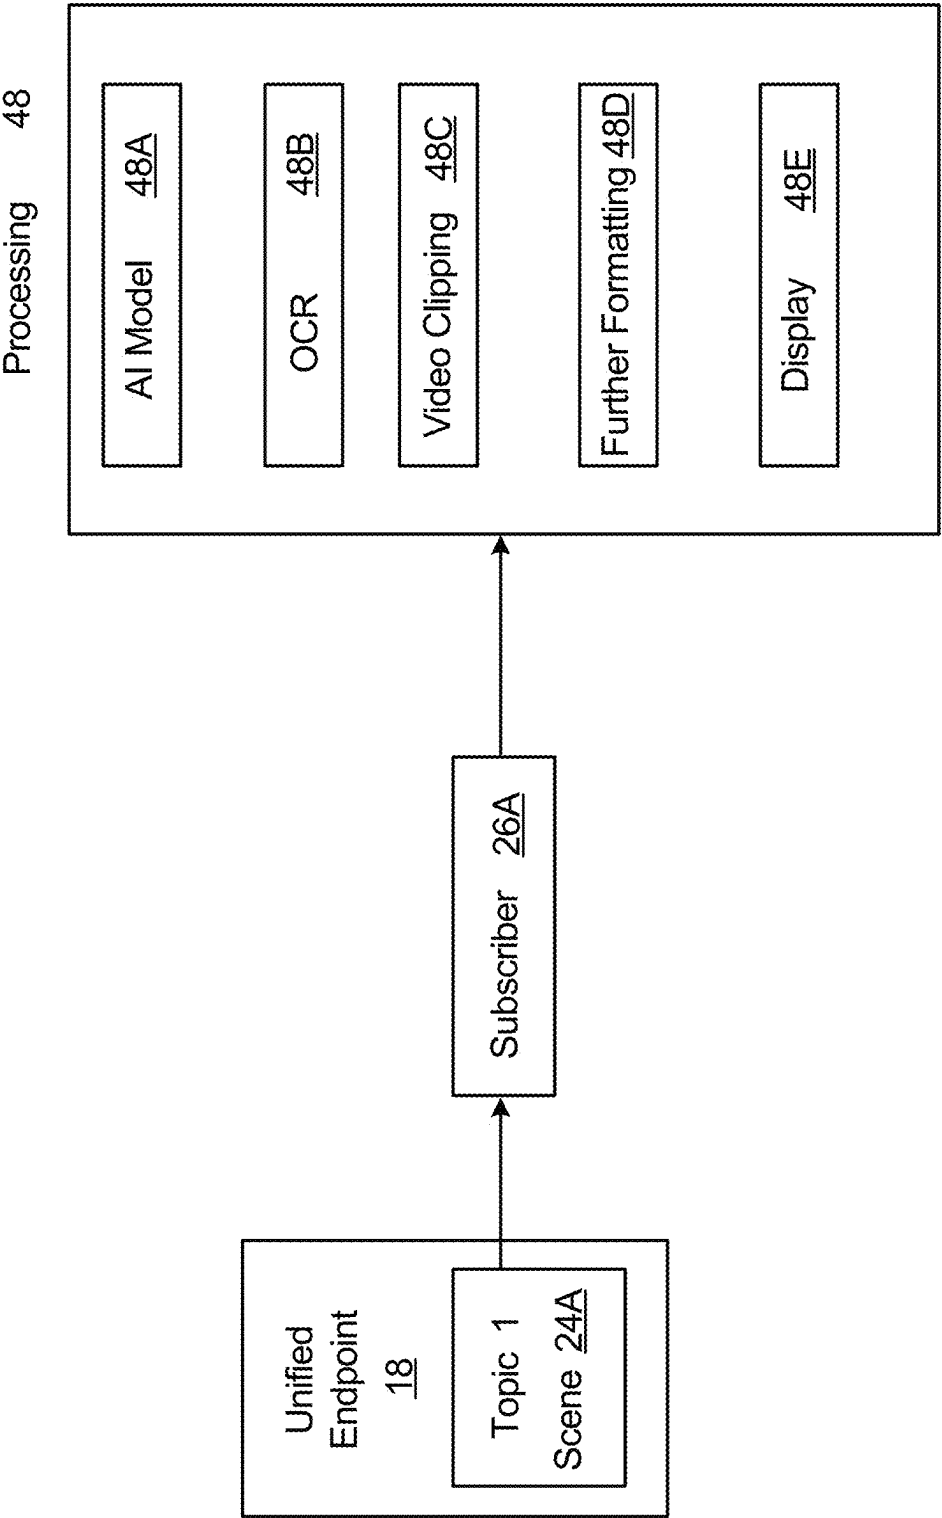 Unified
Endpoint
18
Topic 1
Scene 24A
Subscriber 26A
Processing 48
AI Model 48A
OCR 48B
Video Clipping 48C
Further Formatting 48D
Display 48E